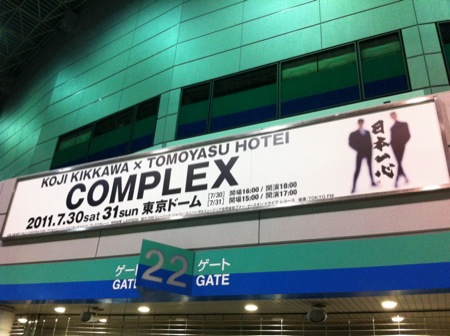 KOJI KIKKAWA × TOMOYASU HOTEI
COMPLEX
2011.7.30sat 31sun 東京ドーム
[7/30] 開場16:00 / 開演18:00
[7/31] 開場15:00 / 開演17:00
日本一心
TOKYO FM
ゲート 22 ゲート
GATE GATE